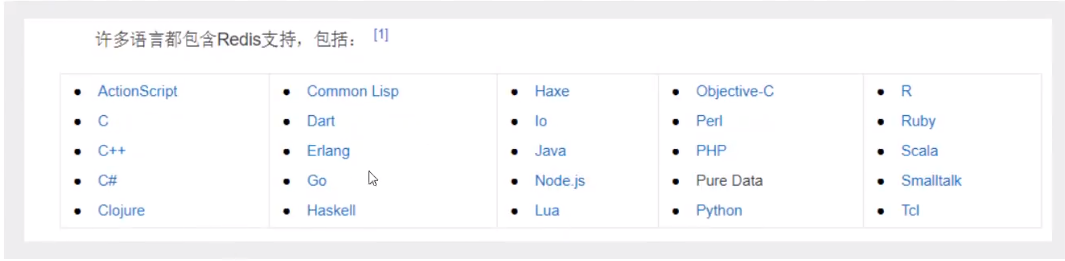 许多语言都包含Redis支持，包括： [1]
• ActionScript • Common Lisp • Haxe • Objective-C • R
• C • Dart • Io • Perl • Ruby
• C++ • Erlang • Java • PHP • Scala
• C# • Go • Node.js • Pure Data • Smalltalk
• Clojure • Haskell • Lua • Python • Tcl